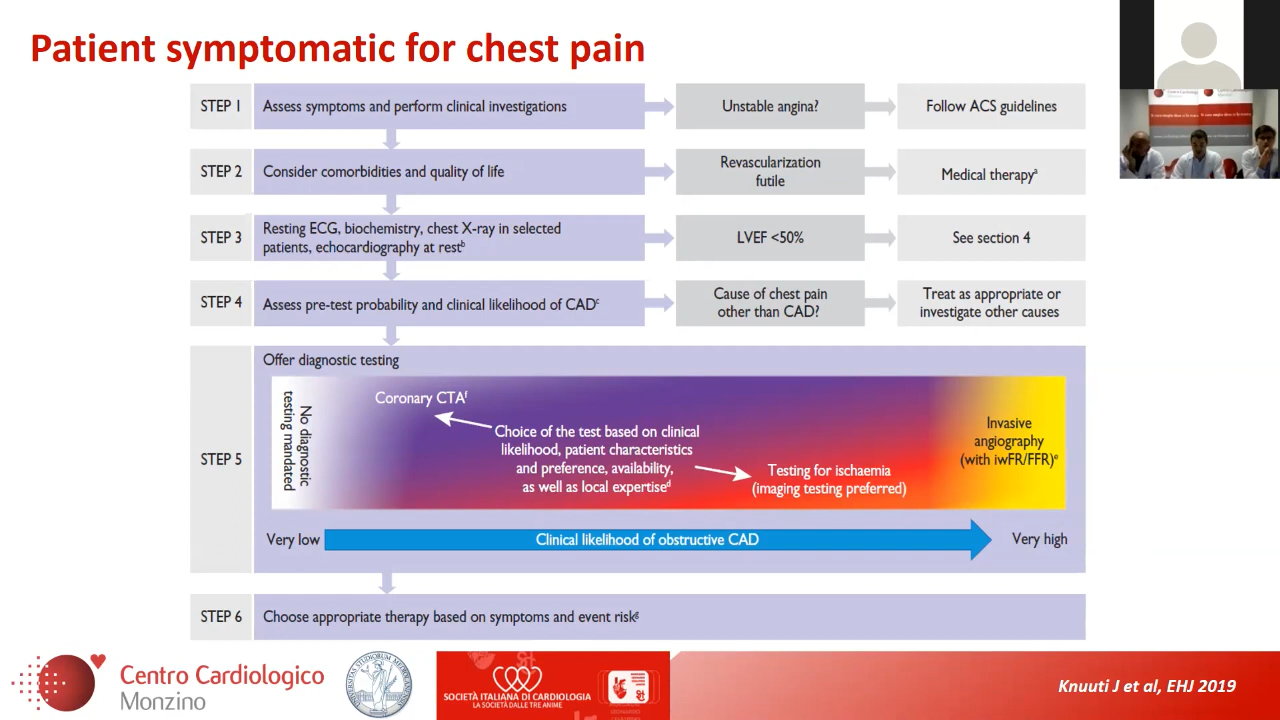 Patient symptomatic for chest pain
STEP 1
Assess symptoms and perform clinical investigations
Unstable angina?
Follow ACS guidelines
STEP 2
Consider comorbidities and quality of life
Revascularization
futile
Medical therapyᵃ
STEP 3
Resting ECG, biochemistry, chest X-ray in selected
patients, echocardiography at restᵇ
LVEF <50%
See section 4
STEP 4
Assess pre-test probability and clinical likelihood of CADᶜ
Cause of chest pain
other than CAD?
Treat as appropriate or
investigate other causes
STEP 5
Offer diagnostic testing
No diagnostic
testing mandated
Coronary CTAᶠ
Choice of the test based on clinical
likelihood, patient characteristics
and preference, availability,
as well as local expertiseᵈ
Testing for ischaemia
(imaging testing preferred)
Invasive
angiography
(with iwFR/FFR)ᵉ
Very low
Clinical likelihood of obstructive CAD
Very high
STEP 6
Choose appropriate therapy based on symptoms and event riskᵍ
Centro Cardiologico
Monzino
SOCIETÀ ITALIANA DI CARDIOLOGIA
LA SOCIETÀ DALLE TRE ANIME
Knuuti J et al, EHJ 2019